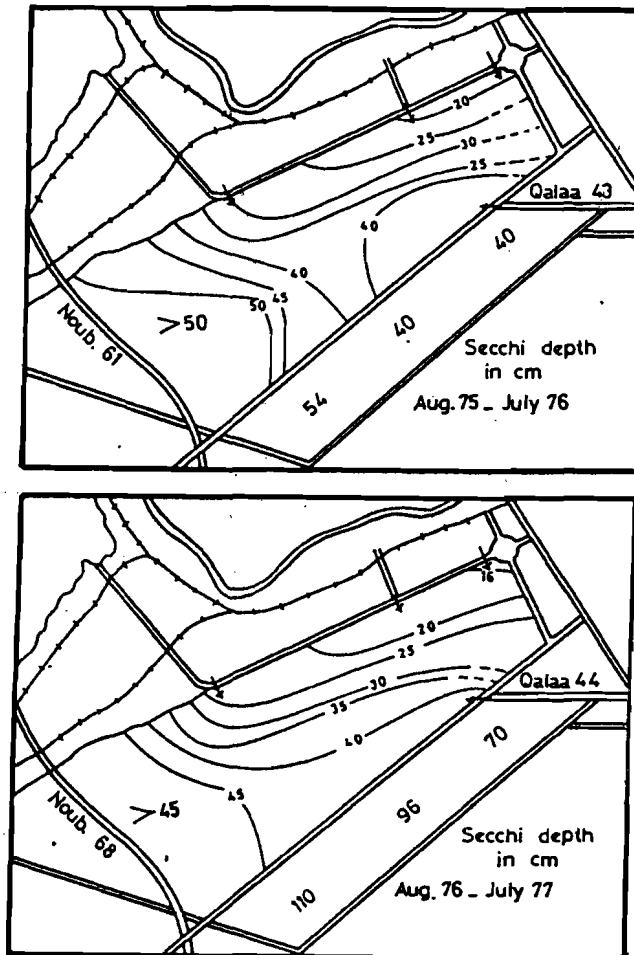 20
25
30
25
Qalaa 43
40
40
40
50 45
>50
40
Noub. 61
54
Secchi depth
in cm
Aug. 75 - July 76
16
20
25
30
35
Qalaa 44
40
70
45
>45
96
Noub. 68
110
Secchi depth
in cm
Aug. 76 - July 77